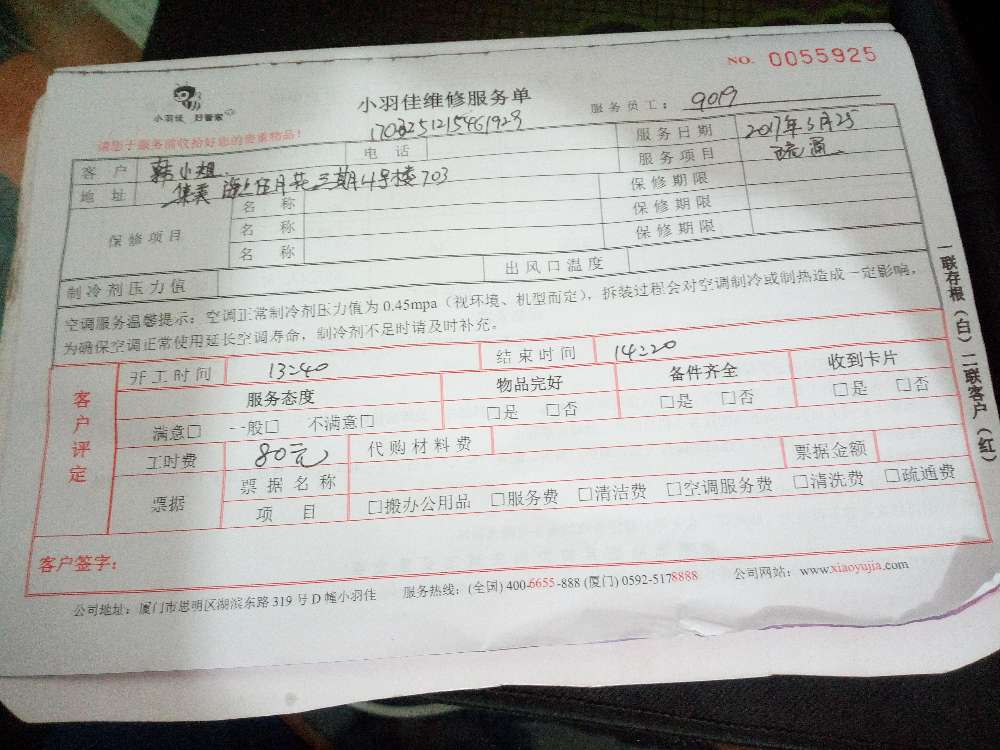 NO. 0055925
小羽佳 好管家
小羽佳维修服务单
服务员工: 9019
请您于服务前收拾好您的贵重物品!
客户 韩小姐
电话
服务日期 2017年3月25
地址 集美 海上五月花三期4号楼703
服务项目 疏通
保修项目
名称 保修期限
名称 保修期限
名称 保修期限
制冷剂压力值 出风口温度
空调服务温馨提示:空调正常制冷剂压力值为0.45mpa(视环境、机型而定),拆装过程会对空调制冷或制热造成一定影响,
为确保空调正常使用延长空调寿命,制冷剂不足时请及时补充。
客户评定
开工时间 13:40 结束时间 14:20
服务态度 物品完好 备件齐全 收到卡片
满意□ 一般□ 不满意□ □是 □否 □是 □否 □是 □否
工时费 80元 代购材料费 票据金额
票据 票据名称
项目 □搬办公用品 □服务费 □清洁费 □空调服务费 □清洗费 □疏通费
客户签字:
公司地址:厦门市思明区湖滨东路319号D幢小羽佳 服务热线:(全国)400-6655-888 (厦门)0592-5178888 公司网站:www.xiaoyujia.com
一联存根(白)二联客户(红)